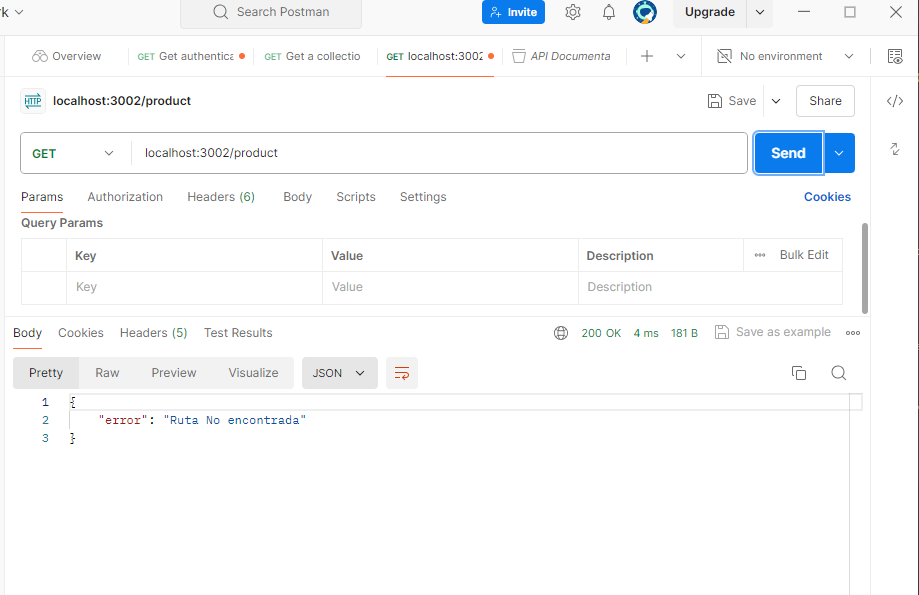 rk
Search Postman
Invite
Upgrade
Overview
GET Get authentica
GET Get a collectio
GET localhost:3002
API Documenta
No environment
HTTP localhost:3002/product
Save
Share
GET
localhost:3002/product
Send
Params Authorization Headers (6) Body Scripts Settings
Cookies
Query Params
Key Value Description
Bulk Edit
Key Value Description
Body Cookies Headers (5) Test Results
200 OK 4 ms 181 B
Save as example
Pretty Raw Preview Visualize JSON
1 {
2 "error": "Ruta No encontrada"
3 }